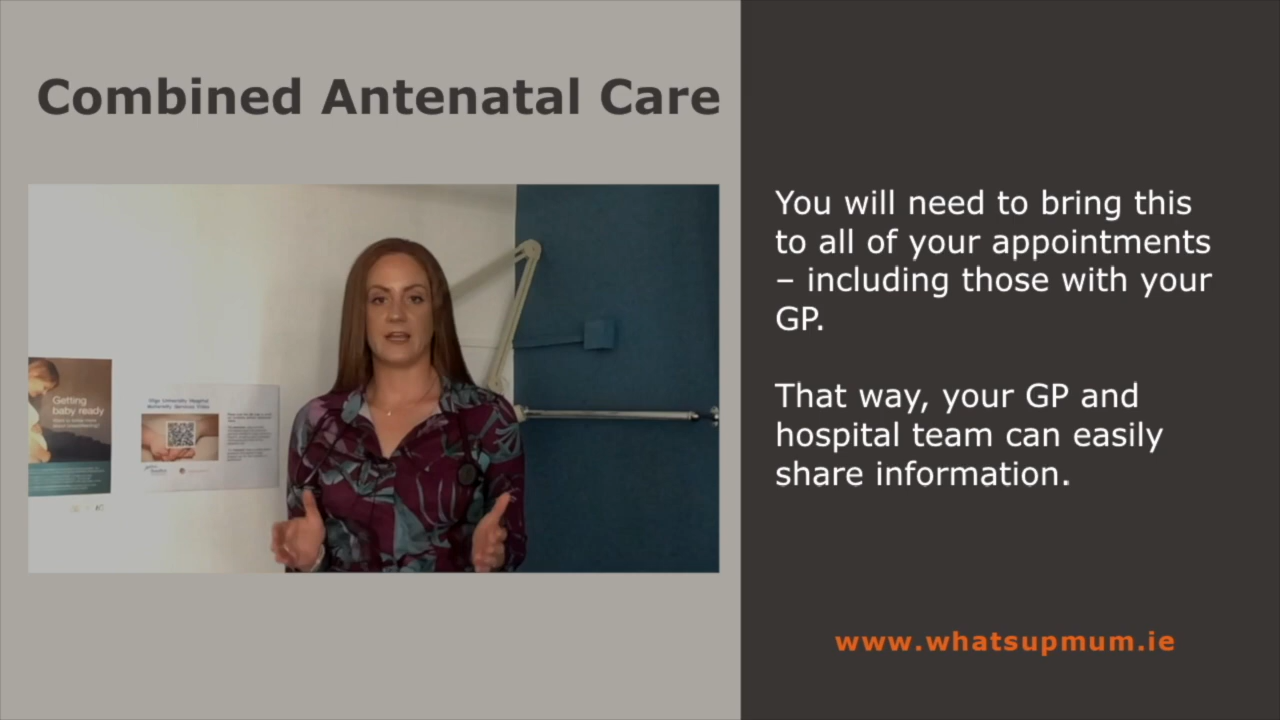 Combined Antenatal Care
You will need to bring this
to all of your appointments
– including those with your
GP.
That way, your GP and
hospital team can easily
share information.
www.whatsupmum.ie
Getting
baby ready